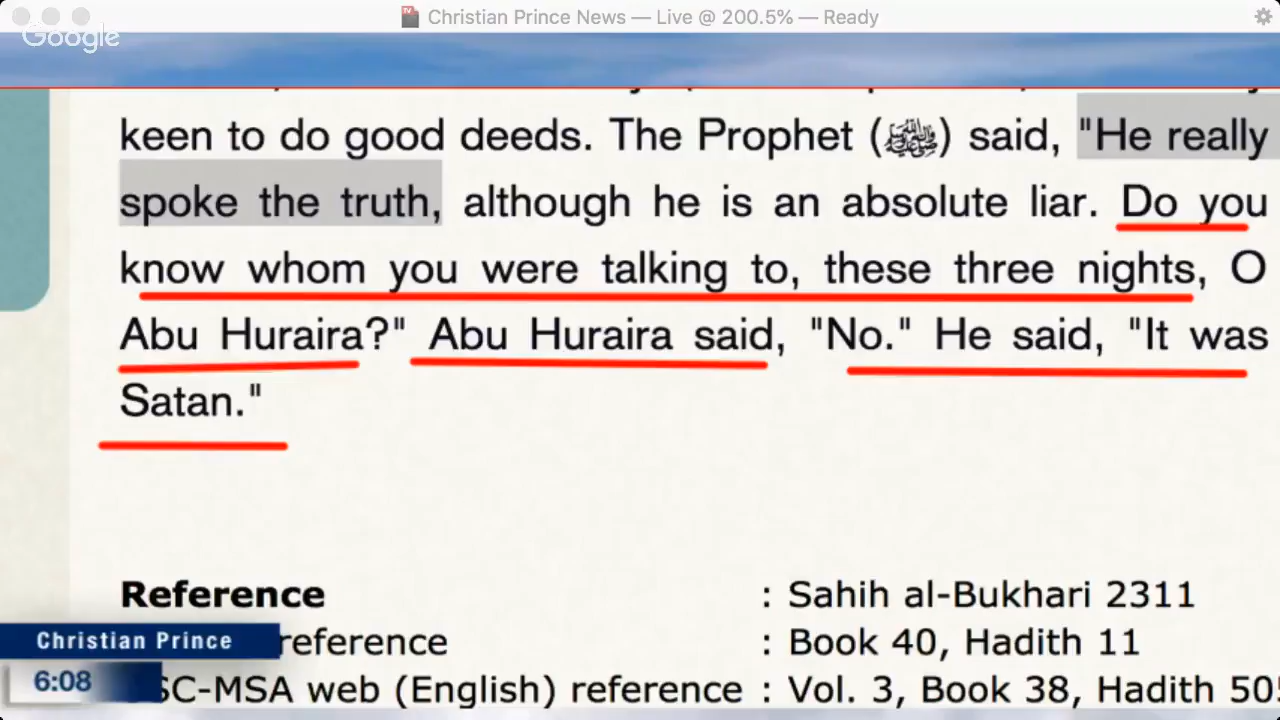 Christian Prince News — Live @ 200.5% — Ready
Google
keen to do good deeds. The Prophet (ﷺ) said, "He really
spoke the truth, although he is an absolute liar. Do you
know whom you were talking to, these three nights, O
Abu Huraira?" Abu Huraira said, "No." He said, "It was
Satan."
Reference : Sahih al-Bukhari 2311
reference : Book 40, Hadith 11
SC-MSA web (English) reference : Vol. 3, Book 38, Hadith 505
Christian Prince
6:08